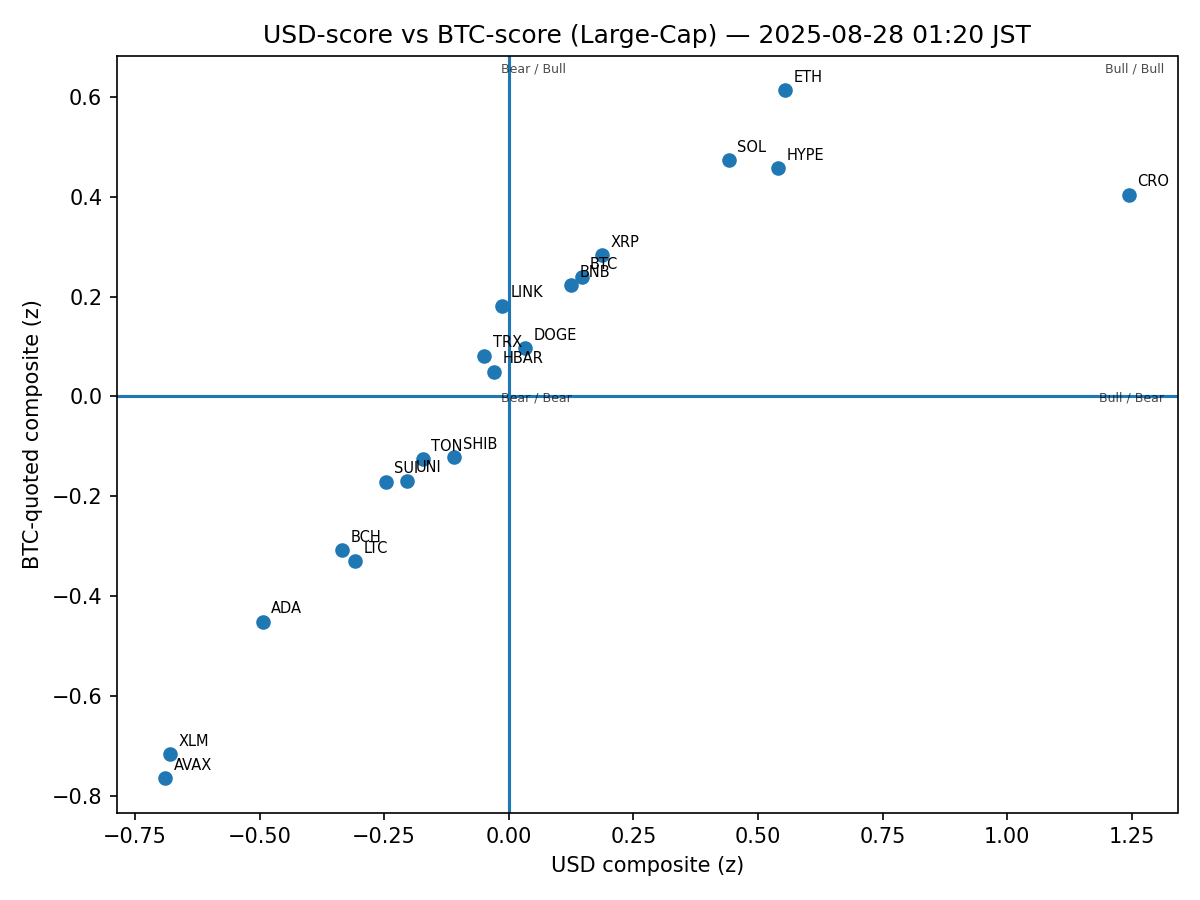 USD-score vs BTC-score (Large-Cap) — 2025-08-28 01:20 JST
Bear / Bull
Bull / Bull
ETH
SOL
HYPE
CRO
XRP
BTC
BNB
LINK
DOGE
TRX
HBAR
Bear / Bear
Bull / Bear
TON
SHIB
SUI
UNI
BCH
LTC
ADA
XLM
AVAX
0.6
0.4
0.2
0.0
−0.2
−0.4
−0.6
−0.8
BTC-quoted composite (z)
−0.75
−0.50
−0.25
0.00
0.25
0.50
0.75
1.00
1.25
USD composite (z)